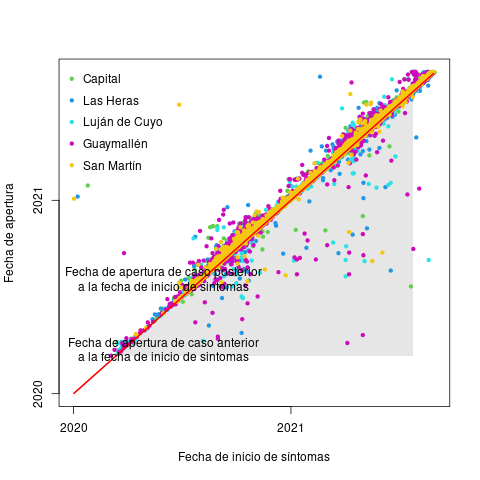 Capital
Las Heras
Luján de Cuyo
Guaymallén
San Martín
Fecha de apertura
2021
2020
Fecha de apertura de caso posterior
a la fecha de inicio de síntomas
Fecha de apertura de caso anterior
a la fecha de inicio de sintomas
2020
2021
Fecha de inicio de síntomas